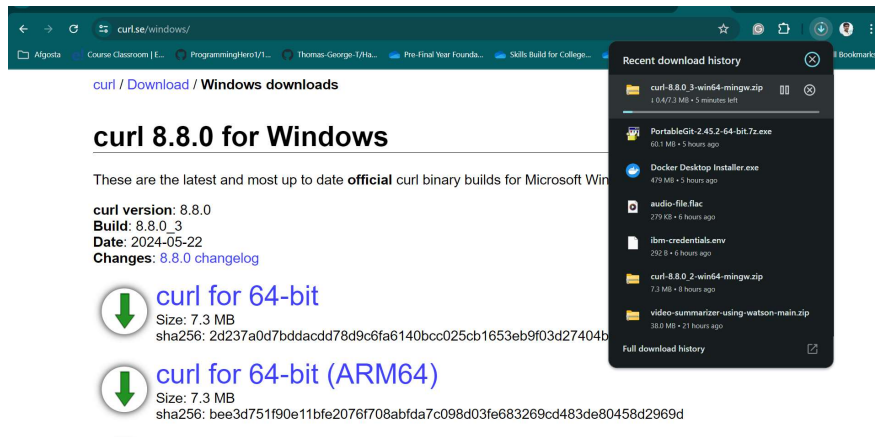 curl.se/windows/
Afgosta
Course Classroom | E...
ProgrammingHero1/1...
Thomas-George-T/Ha...
Pre-Final Year Founda...
Skills Build for College...
ll Bookmarks
curl / Download / Windows downloads
curl 8.8.0 for Windows
These are the latest and most up to date official curl binary builds for Microsoft Win
curl version: 8.8.0
Build: 8.8.0_3
Date: 2024-05-22
Changes: 8.8.0 changelog
curl for 64-bit
Size: 7.3 MB
sha256: 2d237a0d7bddacdd78d9c6fa6140bcc025cb1653eb9f03d27404b
curl for 64-bit (ARM64)
Size: 7.3 MB
sha256: bee3d751f90e11bfe2076f708abfda7c098d03fe683269cd483de80458d2969d
Recent download history
curl-8.8.0_3-win64-mingw.zip
↓ 0.4/7.3 MB • 5 minutes left
PortableGit-2.45.2-64-bit.7z.exe
60.1 MB • 5 hours ago
Docker Desktop Installer.exe
479 MB • 5 hours ago
audio-file.flac
279 KB • 6 hours ago
ibm-credentials.env
292 B • 6 hours ago
curl-8.8.0_2-win64-mingw.zip
7.3 MB • 8 hours ago
video-summarizer-using-watson-main.zip
38.0 MB • 21 hours ago
Full download history